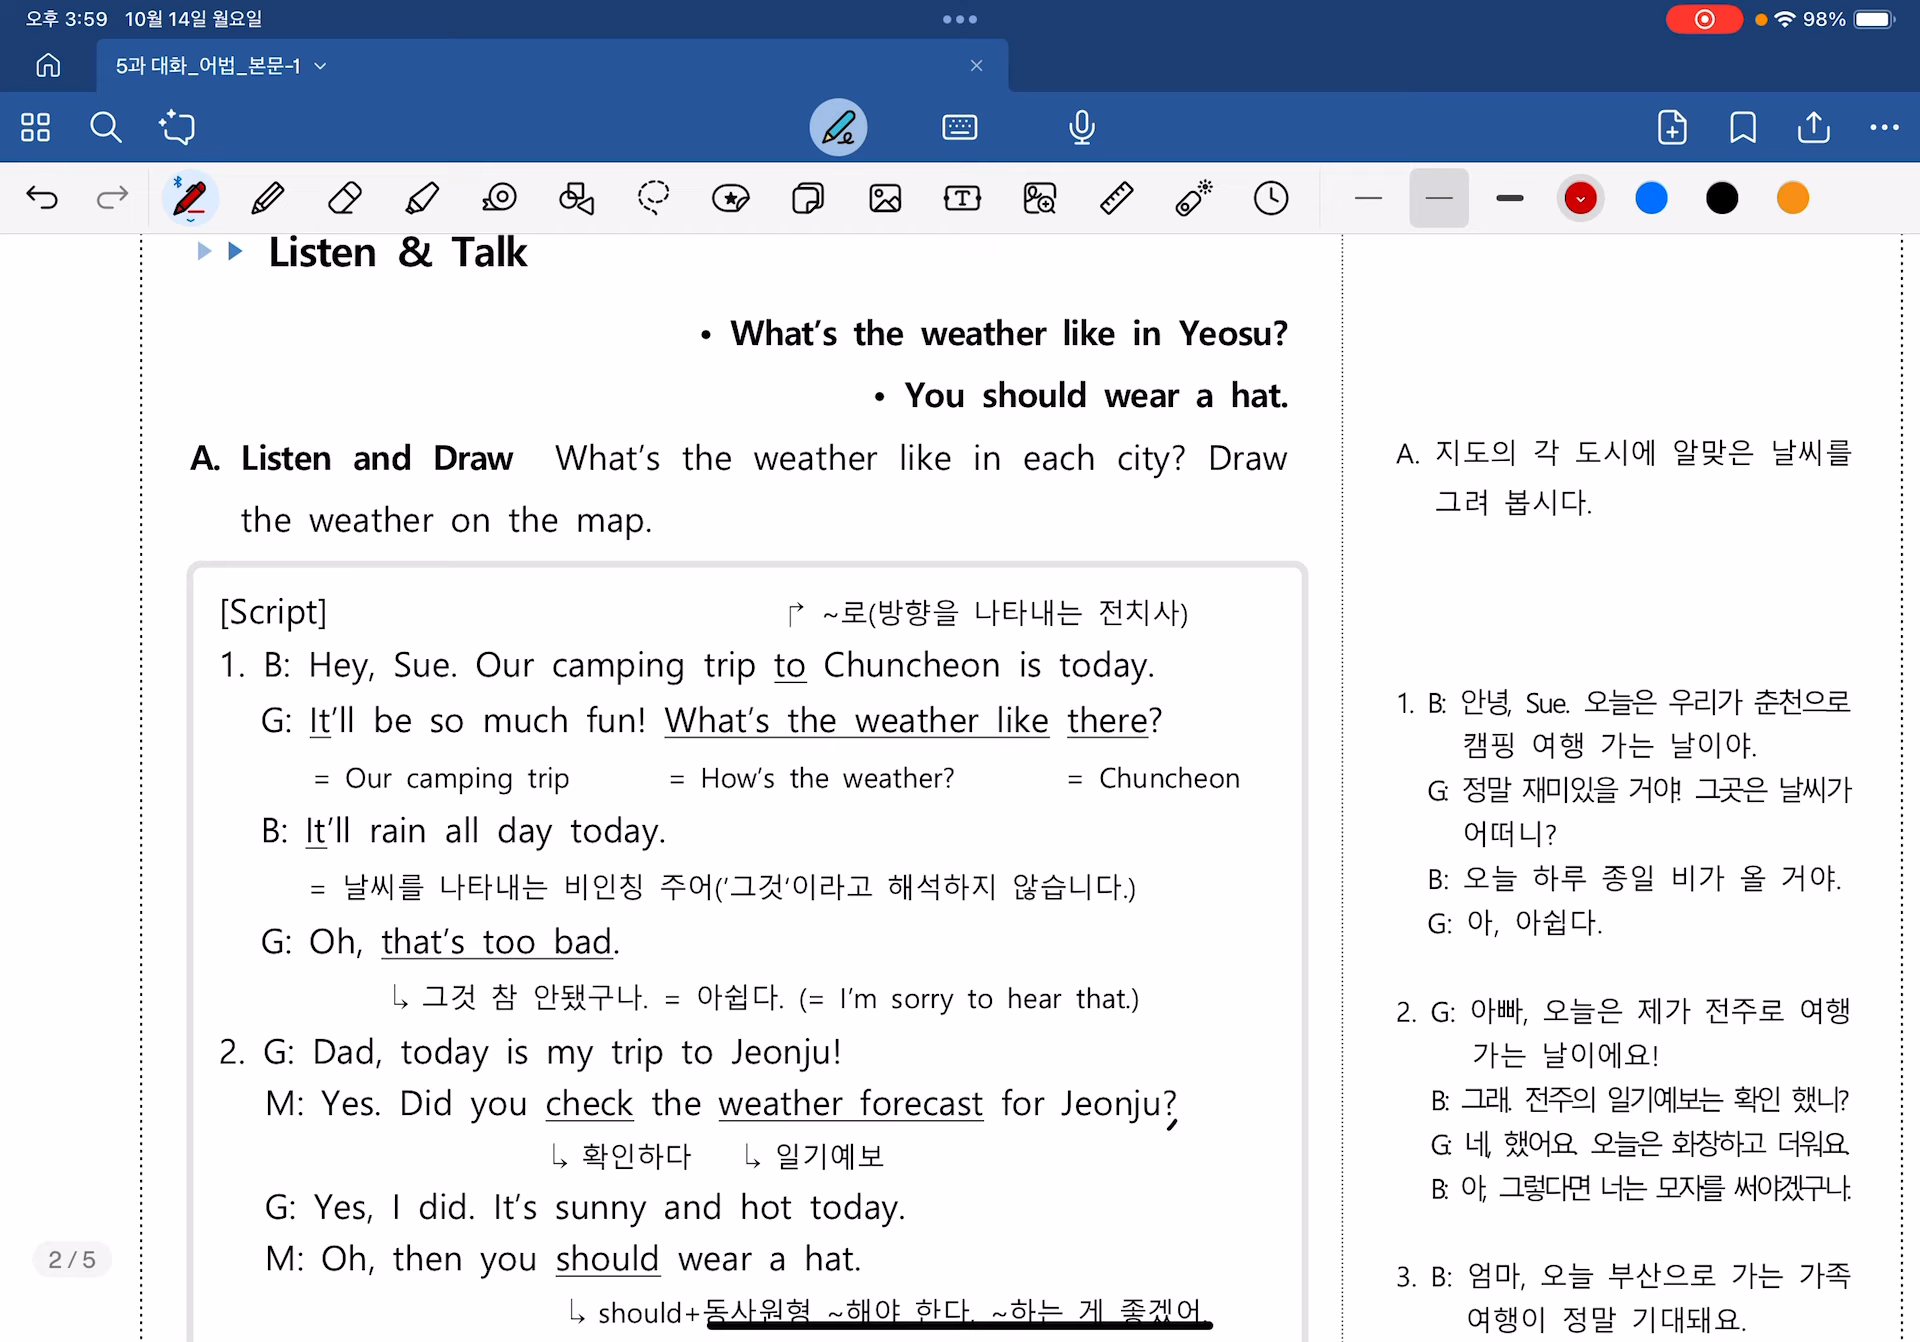 오후 3:59 10월 14일 월요일
98%
5과 대화_어법_본문-1
Listen & Talk
• What's the weather like in Yeosu?
• You should wear a hat.
A. Listen and Draw What's the weather like in each city? Draw
the weather on the map.
[Script]
↱ ~로(방향을 나타내는 전치사)
1. B: Hey, Sue. Our camping trip to Chuncheon is today.
G: It'll be so much fun! What's the weather like there?
= Our camping trip = How's the weather? = Chuncheon
B: It'll rain all day today.
= 날씨를 나타내는 비인칭 주어('그것'이라고 해석하지 않습니다.)
G: Oh, that's too bad.
↳ 그것 참 안됐구나. = 아쉽다. (= I'm sorry to hear that.)
2. G: Dad, today is my trip to Jeonju!
M: Yes. Did you check the weather forecast for Jeonju?
↳ 확인하다 ↳ 일기예보
G: Yes, I did. It's sunny and hot today.
M: Oh, then you should wear a hat.
↳ should+동사원형 ~해야 한다. ~하는 게 좋겠어.
2 / 5
A. 지도의 각 도시에 알맞은 날씨를
그려 봅시다.
1. B: 안녕, Sue. 오늘은 우리가 춘천으로
캠핑 여행 가는 날이야.
G: 정말 재미있을 거야! 그곳은 날씨가
어떠니?
B: 오늘 하루 종일 비가 올 거야.
G: 아, 아쉽다.
2. G: 아빠, 오늘은 제가 전주로 여행
가는 날이에요!
B: 그래. 전주의 일기예보는 확인 했니?
G: 네, 했어요. 오늘은 화창하고 더워요.
B: 아, 그렇다면 너는 모자를 써야겠구나.
3. B: 엄마, 오늘 부산으로 가는 가족
여행이 정말 기대돼요.